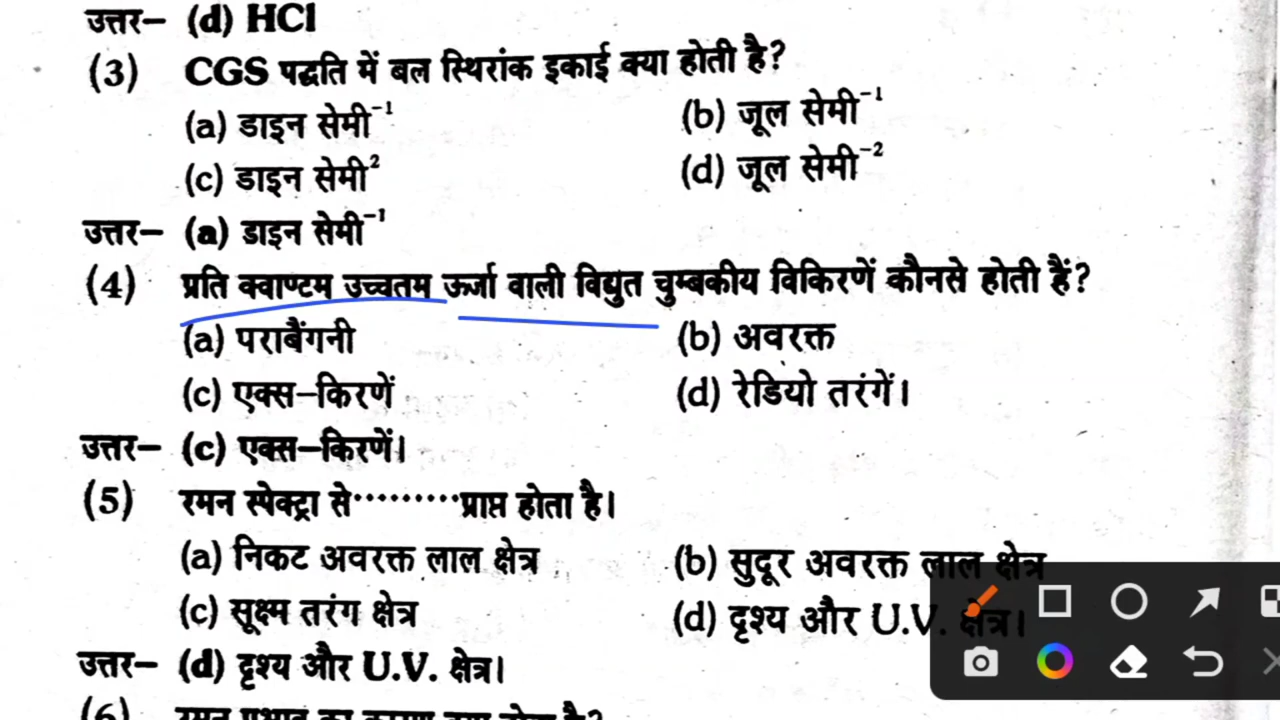 उत्तर– (d) HCl
(3) CGS पद्धति में बल स्थिरांक इकाई क्या होती है?
(a) डाइन सेमी⁻¹ (b) जूल सेमी⁻¹
(c) डाइन सेमी² (d) जूल सेमी⁻²
उत्तर– (a) डाइन सेमी⁻¹
(4) प्रति क्वाण्टम उच्चतम ऊर्जा वाली विद्युत चुम्बकीय विकिरणें कौनसे होती हैं?
(a) पराबैंगनी (b) अवरक्त
(c) एक्स–किरणें (d) रेडियो तरंगें।
उत्तर– (c) एक्स–किरणें।
(5) रमन स्पेक्ट्रा से··········प्राप्त होता है।
(a) निकट अवरक्त लाल क्षेत्र (b) सुदूर अवरक्त लाल क्षेत्र
(c) सूक्ष्म तरंग क्षेत्र (d) दृश्य और U.V. क्षेत्र।
उत्तर– (d) दृश्य और U.V. क्षेत्र।